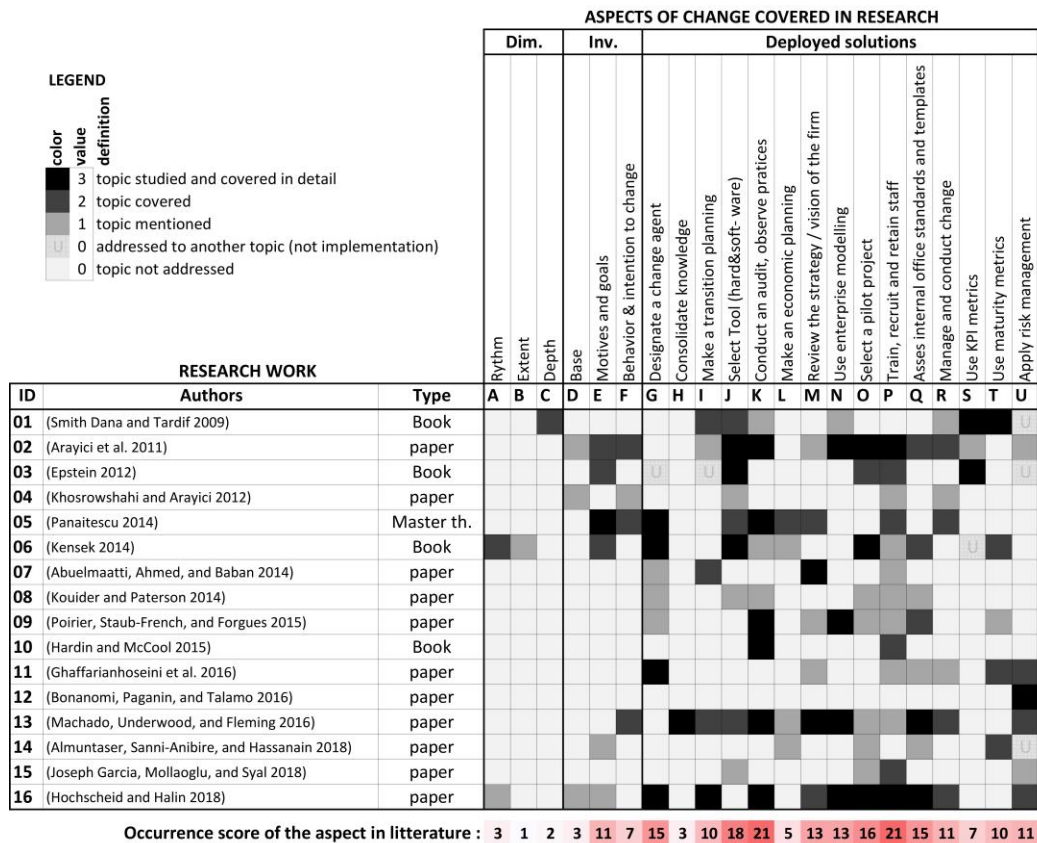 ASPECTS OF CHANGE COVERED IN RESEARCH
Dim. Inv. Deployed solutions
LEGEND
color value definition
3 topic studied and covered in detail
2 topic covered
1 topic mentioned
U 0 addressed to another topic (not implementation)
0 topic not addressed
Rythm
Extent
Depth
Base
Motives and goals
Behavior & intention to change
Designate a change agent
Consolidate knowledge
Make a transition planning
Select Tool (hard&soft- ware)
Conduct an audit, observe pratices
Make an economic planning
Review the strategy / vision of the firm
Use enterprise modelling
Select a pilot project
Train, recruit and retain staff
Asses internal office standards and templates
Manage and conduct change
Use KPI metrics
Use maturity metrics
Apply risk management
RESEARCH WORK
ID Authors Type A B C D E F G H I J K L M N O P Q R S T U
01 (Smith Dana and Tardif 2009) Book U
02 (Arayici et al. 2011) paper
03 (Epstein 2012) Book U U U
04 (Khosrowshahi and Arayici 2012) paper
05 (Panaitescu 2014) Master th.
06 (Kensek 2014) Book U
07 (Abuelmaatti, Ahmed, and Baban 2014) paper
08 (Kouider and Paterson 2014) paper
09 (Poirier, Staub-French, and Forgues 2015) paper
10 (Hardin and McCool 2015) Book
11 (Ghaffarianhoseini et al. 2016) paper
12 (Bonanomi, Paganin, and Talamo 2016) paper
13 (Machado, Underwood, and Fleming 2016) paper
14 (Almuntaser, Sanni-Anibire, and Hassanain 2018) paper U
15 (Joseph Garcia, Mollaoglu, and Syal 2018) paper
16 (Hochscheid and Halin 2018) paper
Occurrence score of the aspect in litterature : 3 1 2 3 11 7 15 3 10 18 21 5 13 13 16 21 15 11 7 10 11